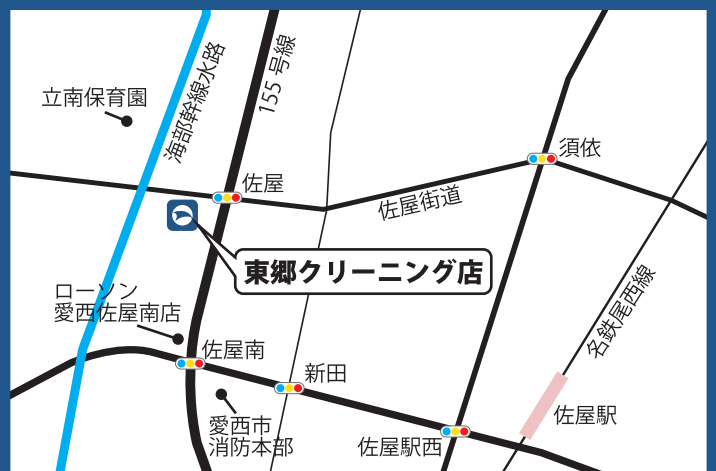 155 号線
海部幹線水路
立南保育園
須依
佐屋
佐屋街道
東郷クリーニング店
名鉄尾西線
ローソン
愛西佐屋南店
佐屋南
新田
佐屋駅
愛西市
消防本部
佐屋駅西